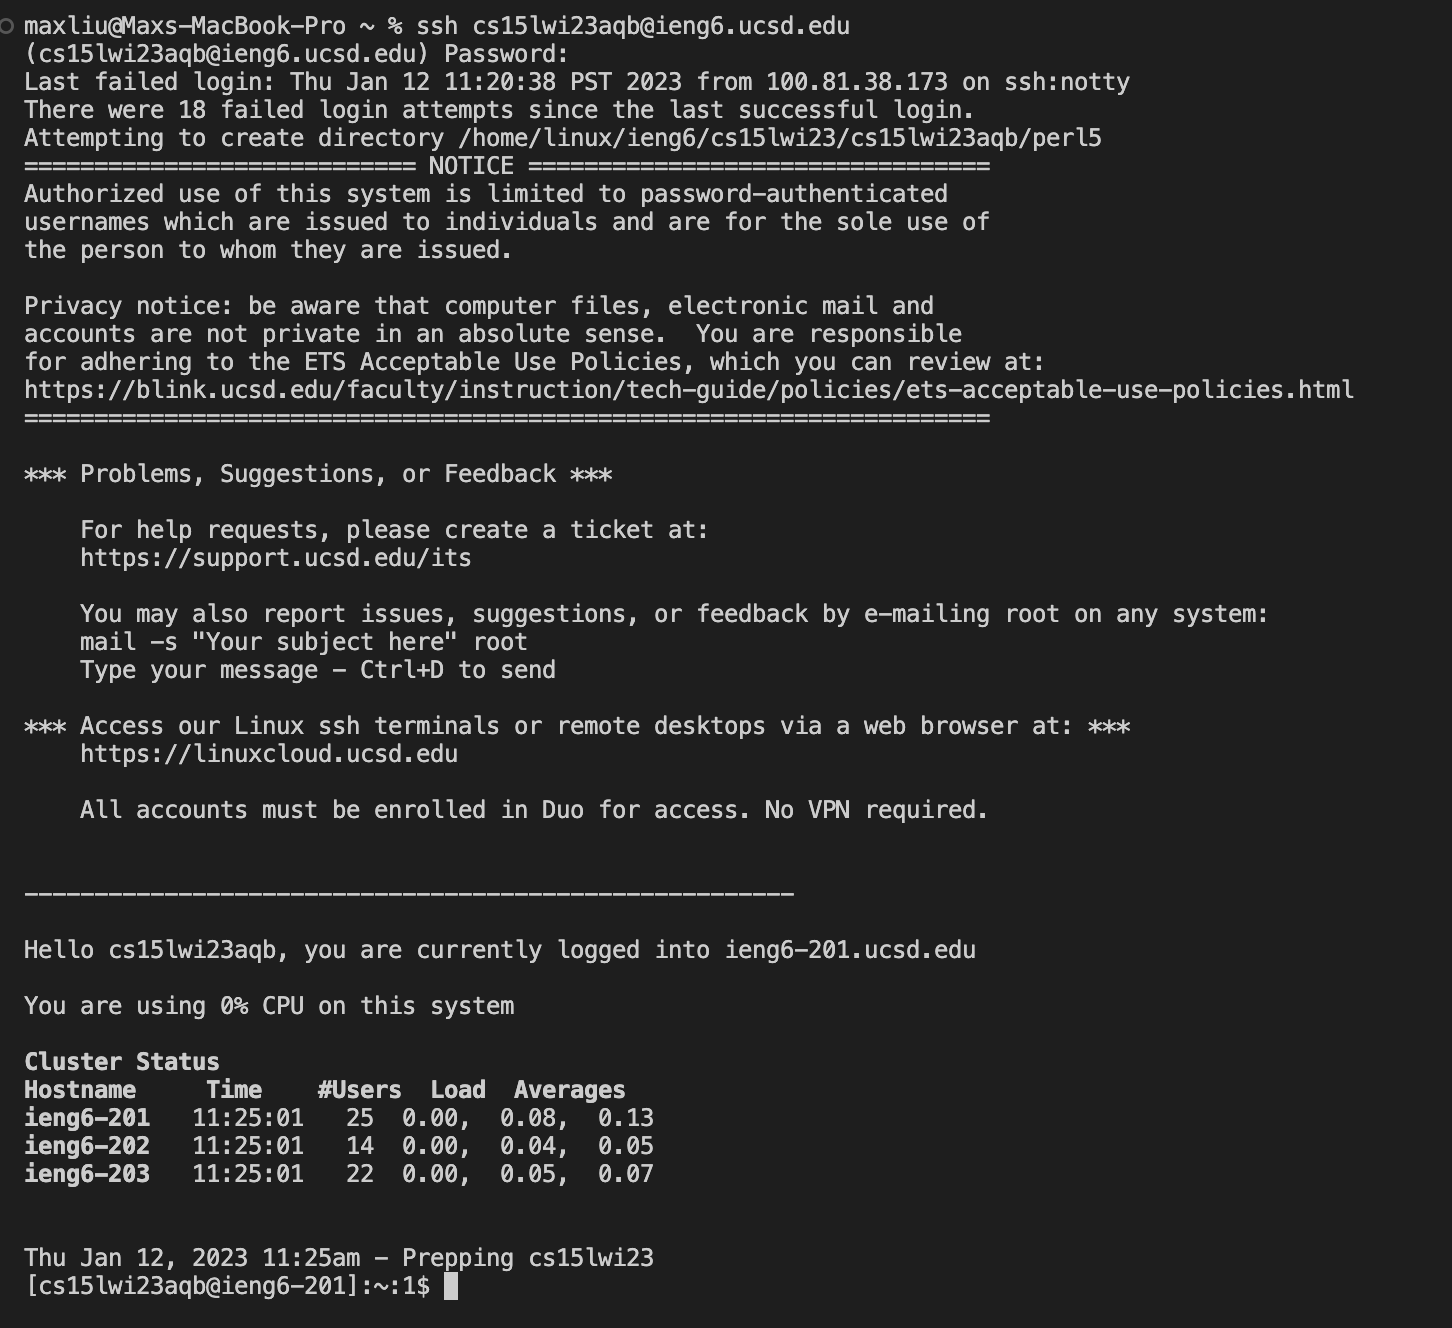 maxliu@Maxs-MacBook-Pro ~ % ssh cs15lwi23aqb@ieng6.ucsd.edu
(cs15lwi23aqb@ieng6.ucsd.edu) Password:
Last failed login: Thu Jan 12 11:20:38 PST 2023 from 100.81.38.173 on ssh:notty
There were 18 failed login attempts since the last successful login.
Attempting to create directory /home/linux/ieng6/cs15lwi23/cs15lwi23aqb/perl5
============================ NOTICE =================================
Authorized use of this system is limited to password-authenticated
usernames which are issued to individuals and are for the sole use of
the person to whom they are issued.

Privacy notice: be aware that computer files, electronic mail and
accounts are not private in an absolute sense.  You are responsible
for adhering to the ETS Acceptable Use Policies, which you can review at:
https://blink.ucsd.edu/faculty/instruction/tech-guide/policies/ets-acceptable-use-policies.html
=====================================================================

*** Problems, Suggestions, or Feedback ***

    For help requests, please create a ticket at:
    https://support.ucsd.edu/its

    You may also report issues, suggestions, or feedback by e-mailing root on any system:
    mail -s "Your subject here" root
    Type your message - Ctrl+D to send

*** Access our Linux ssh terminals or remote desktops via a web browser at: ***
    https://linuxcloud.ucsd.edu

    All accounts must be enrolled in Duo for access. No VPN required.


-------------------------------------------------------

Hello cs15lwi23aqb, you are currently logged into ieng6-201.ucsd.edu

You are using 0% CPU on this system

Cluster Status
Hostname     Time    #Users  Load  Averages
ieng6-201   11:25:01   25  0.00,  0.08,  0.13
ieng6-202   11:25:01   14  0.00,  0.04,  0.05
ieng6-203   11:25:01   22  0.00,  0.05,  0.07


Thu Jan 12, 2023 11:25am - Prepping cs15lwi23
[cs15lwi23aqb@ieng6-201]:~:1$